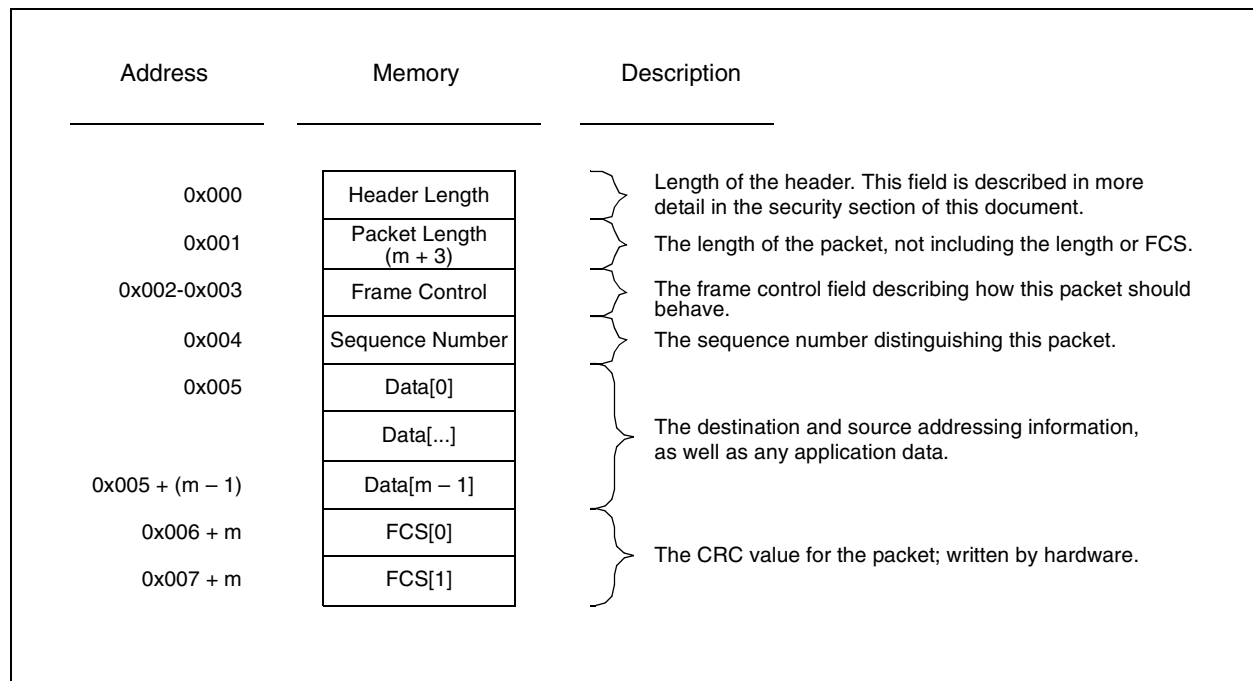 Address Memory Description
0x000 Header Length Length of the header. This field is described in more
detail in the security section of this document.
0x001 Packet Length
(m + 3) The length of the packet, not including the length or FCS.
0x002-0x003 Frame Control The frame control field describing how this packet should
behave.
0x004 Sequence Number The sequence number distinguishing this packet.
0x005 Data[0]
Data[...] The destination and source addressing information,
as well as any application data.
0x005 + (m – 1) Data[m – 1]
0x006 + m FCS[0]
The CRC value for the packet; written by hardware.
0x007 + m FCS[1]